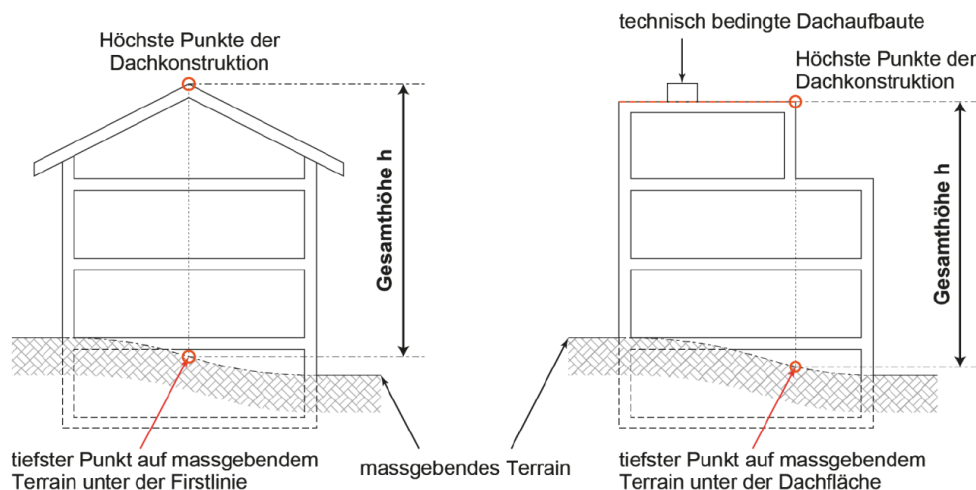 Höchste Punkte der
Dachkonstruktion
Gesamthöhe h
tiefster Punkt auf massgebendem
Terrain unter der Firstlinie
massgebendes Terrain
technisch bedingte Dachaufbaute
Höchste Punkte der
Dachkonstruktion
Gesamthöhe h
tiefster Punkt auf massgebendem
Terrain unter der Dachfläche